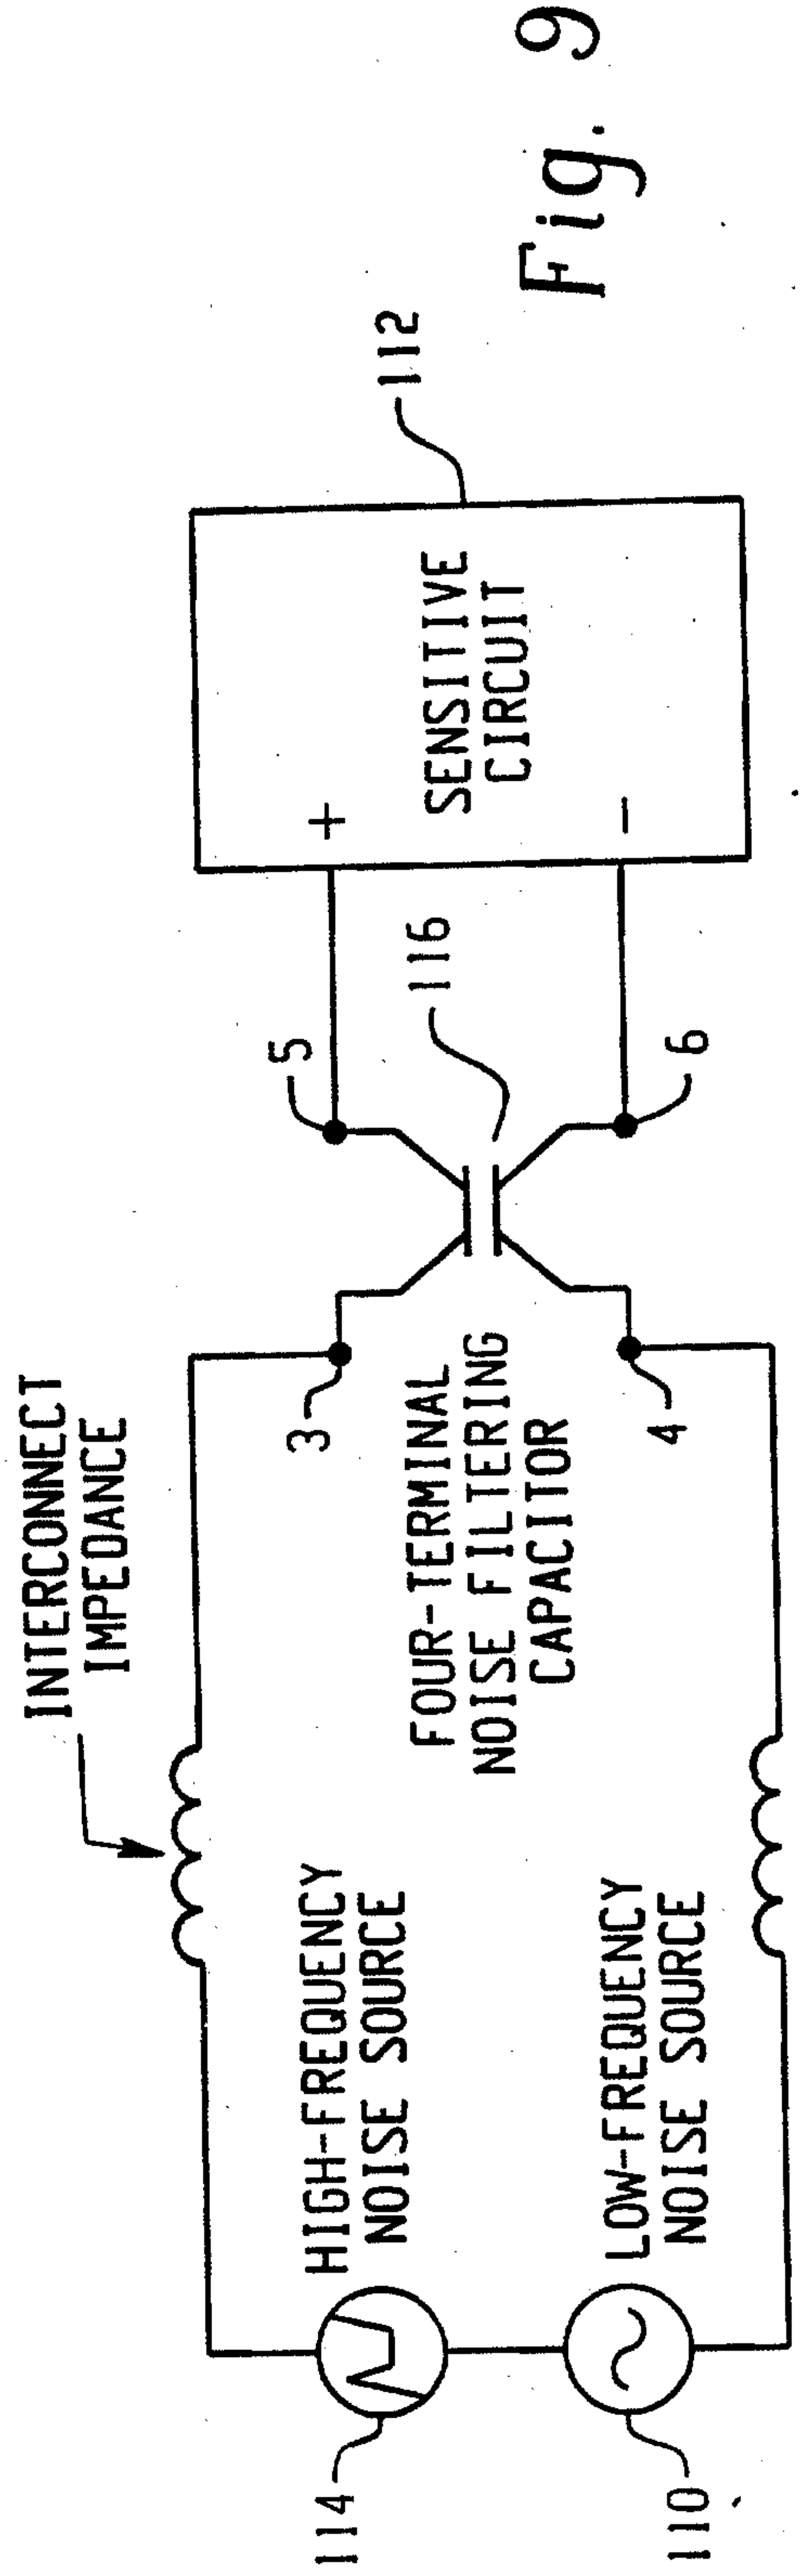 INTERCONNECT
IMPEDANCE
114
HIGH-FREQUENCY
NOISE SOURCE
110
LOW-FREQUENCY
NOISE SOURCE
3
4
FOUR-TERMINAL
NOISE FILTERING
CAPACITOR
5
6
116
+
−
SENSITIVE
CIRCUIT
112
Fig. 9